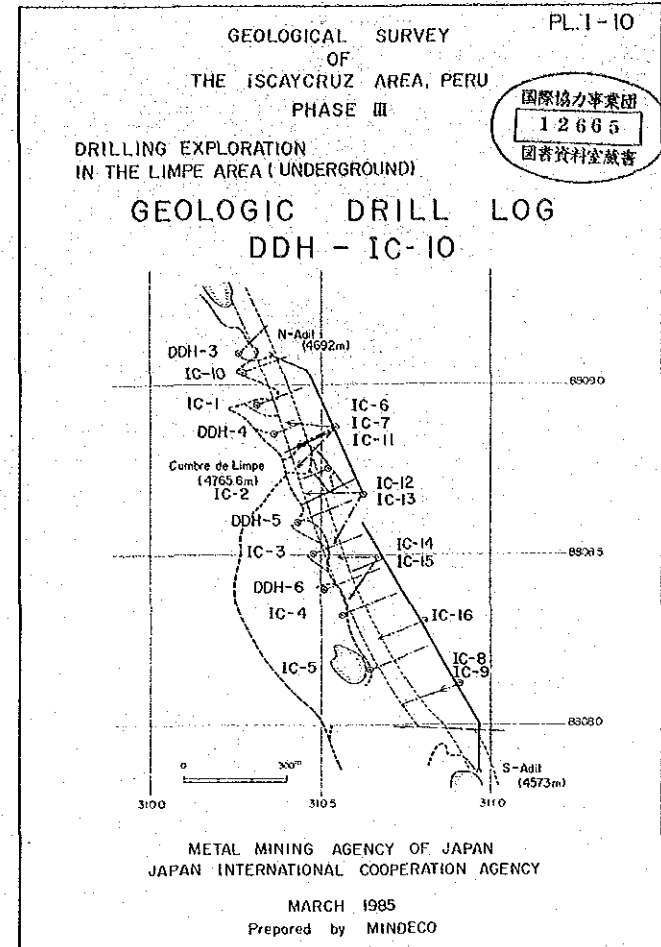 PL.1-10
GEOLOGICAL SURVEY
OF
THE ISCAYCRUZ AREA, PERU
PHASE III
国際協力事業団
12665
図書資料室蔵書
DRILLING EXPLORATION
IN THE LIMPE AREA (UNDERGROUND)
GEOLOGIC DRILL LOG
DDH-IC-10
N-Adit
(4692m)
DDH-3
IC-10
IC-1
DDH-4
IC-6
IC-7
IC-11
Cumbre de Limpe
(4765.6m)
IC-2
IC-12
IC-13
DDH-5
IC-3
IC-14
IC-15
DDH-6
IC-4
IC-16
IC-5
IC-8
IC-9
8308.0
S-Adit
(4573m)
0
300m
310.0
310.5
311.0
METAL MINING AGENCY OF JAPAN
JAPAN INTERNATIONAL COOPERATION AGENCY
MARCH 1985
Prepared by MINDECO